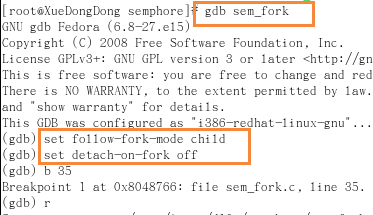 [root@XueDongDong semphore]# gdb sem_fork
GNU gdb Fedora (6.8-27.el5)
Copyright (C) 2008 Free Software Foundation, Inc.
License GPLv3+: GNU GPL version 3 or later <http://gn
This is free software: you are free to change and red
There is NO WARRANTY, to the extent permitted by law.
and "show warranty" for details.
This GDB was configured as "i386-redhat-linux-gnu"...
(gdb) set follow-fork-mode child
(gdb) set detach-on-fork off
(gdb) b 35
Breakpoint 1 at 0x8048766: file sem_fork.c, line 35.
(gdb) r